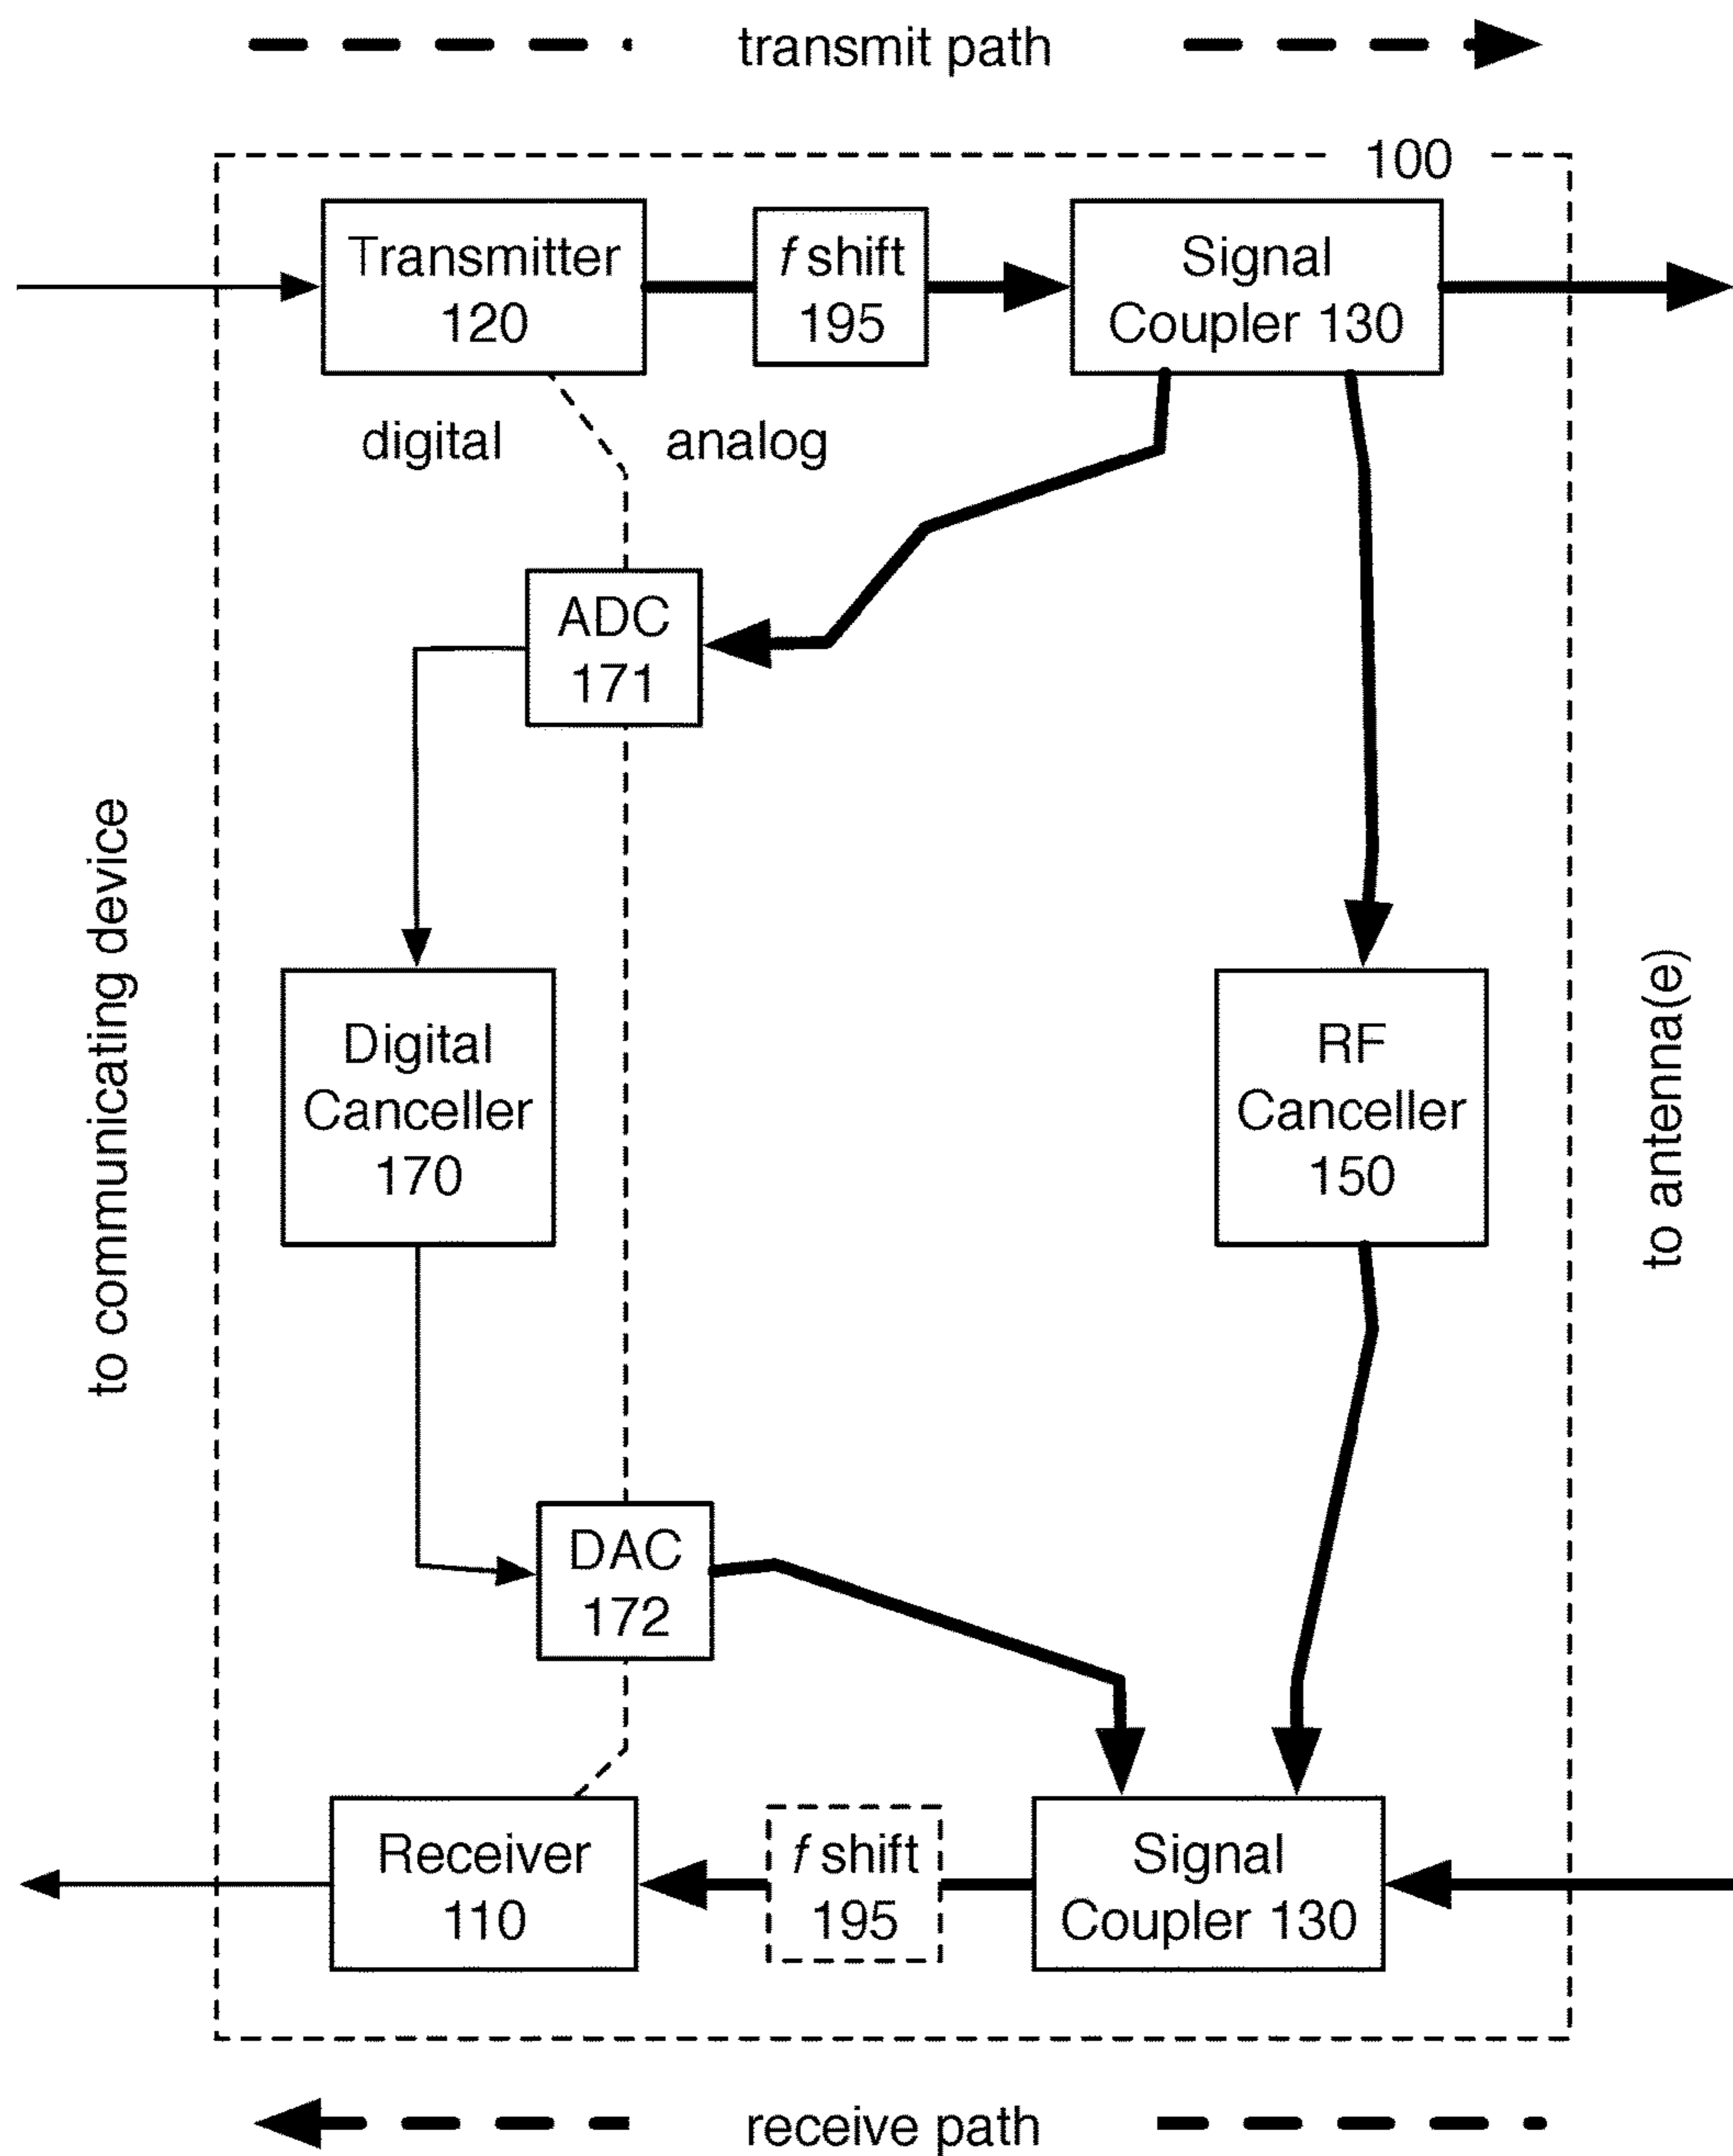 transmit path
100
Transmitter
120
f shift
195
Signal
Coupler 130
digital
analog
ADC
171
to communicating device
Digital
Canceller
170
RF
Canceller
150
to antenna(e)
DAC
172
Receiver
110
f shift
195
Signal
Coupler 130
receive path